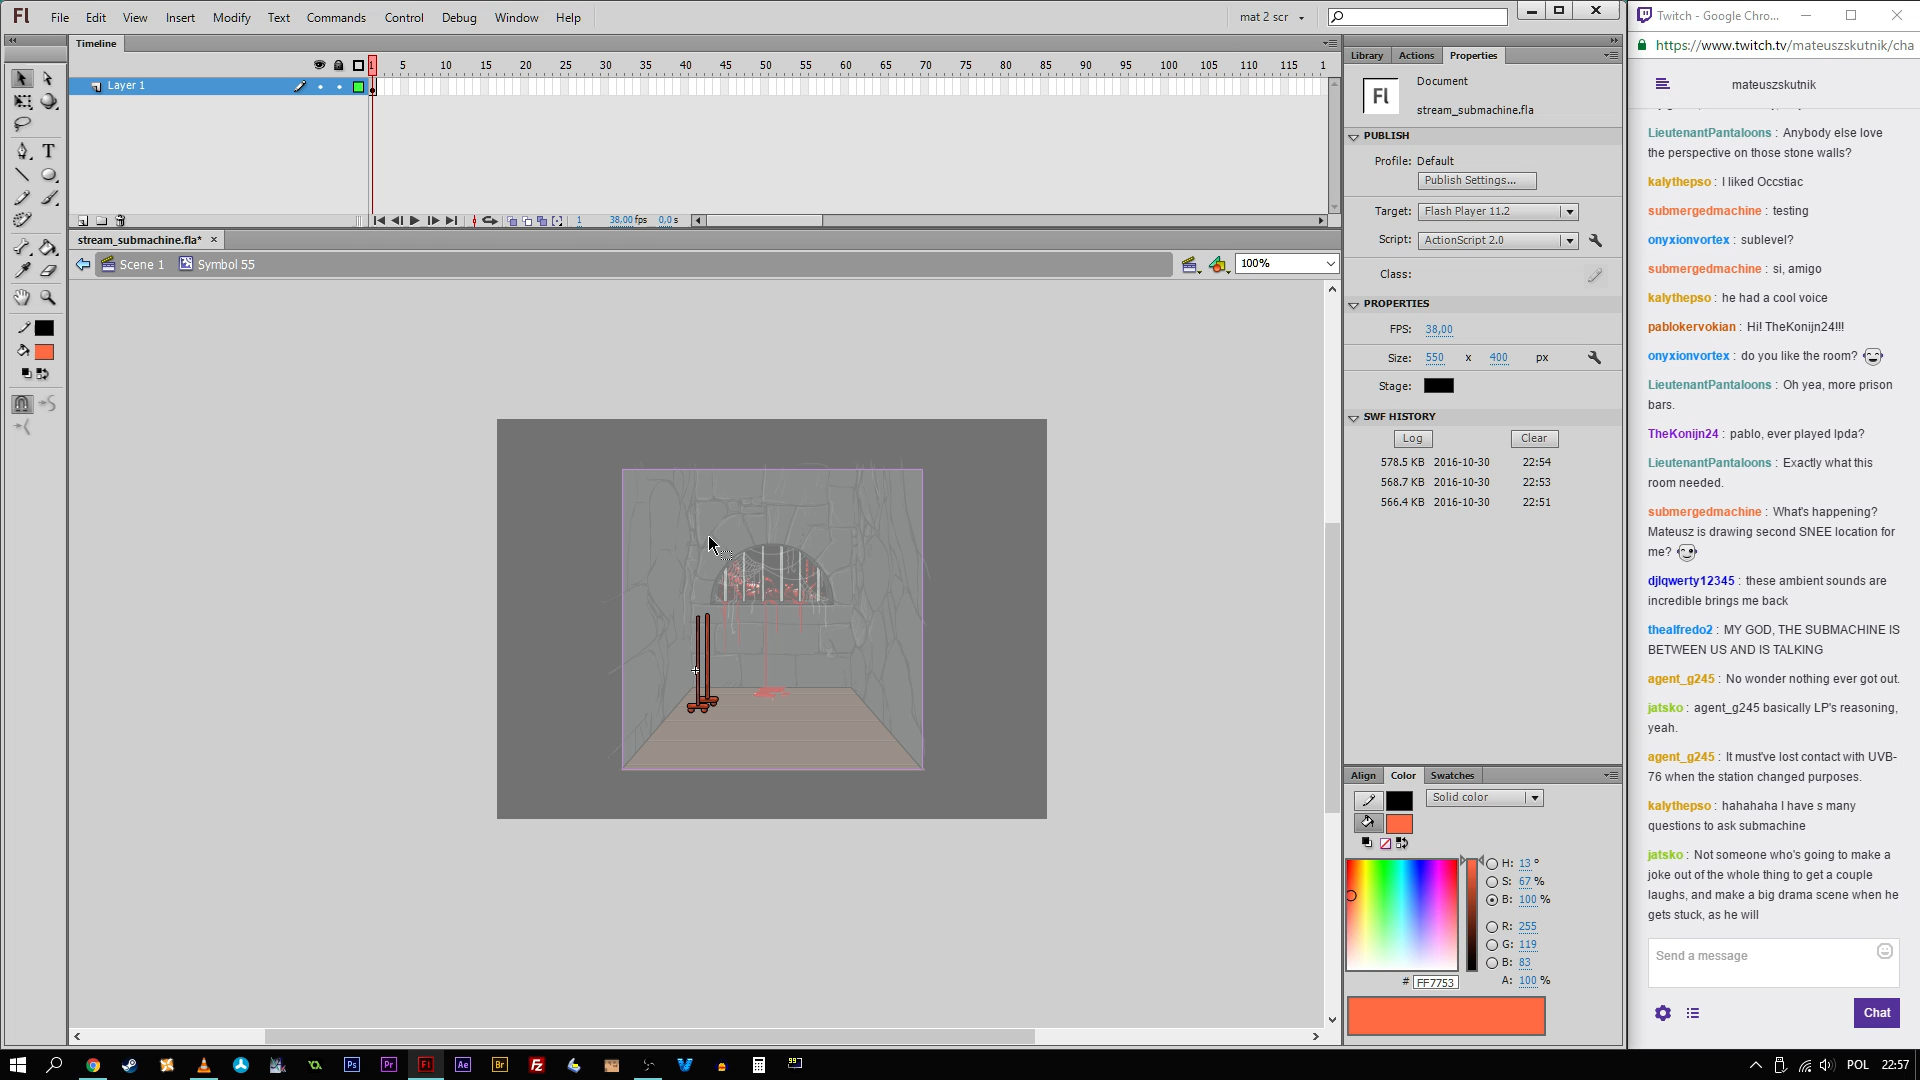 Fl File Edit View Insert Modify Text Commands Control Debug Window Help mat 2 scr
Twitch - Google Chro...
https://www.twitch.tv/mateuszskutnik/cha
Timeline
Library Actions Properties
1 5 10 15 20 25 30 35 40 45 50 55 60 65 70 75 80 85 90 95 100 105 110 115 1
Layer 1
Document
Fl
stream_submachine.fla
PUBLISH
Profile: Default
Publish Settings...
Target: Flash Player 11.2
Script: ActionScript 2.0
Class:
1 38,00 fps 0,0 s
stream_submachine.fla* ×
Scene 1 Symbol 55
100%
PROPERTIES
FPS: 38,00
Size: 550 x 400 px
Stage:
SWF HISTORY
Log Clear
578.5 KB 2016-10-30 22:54
568.7 KB 2016-10-30 22:53
566.4 KB 2016-10-30 22:51
Align Color Swatches
Solid color
H: 13 °
S: 67 %
B: 100 %
R: 255
G: 119
B: 83
# FF7753 A: 100 %
mateuszskutnik
LieutenantPantaloons : Anybody else love
the perspective on those stone walls?
kalythepso : I liked Occstiac
submergedmachine : testing
onyxionvortex : sublevel?
submergedmachine : si, amigo
kalythepso : he had a cool voice
pablokervokian : Hi! TheKonijn24!!!
onyxionvortex : do you like the room?
LieutenantPantaloons : Oh yea, more prison
bars.
TheKonijn24 : pablo, ever played lpda?
LieutenantPantaloons : Exactly what this
room needed.
submergedmachine : What's happening?
Mateusz is drawing second SNEE location for
me?
djlqwerty12345 : these ambient sounds are
incredible brings me back
thealfredo2 : MY GOD, THE SUBMACHINE IS
BETWEEN US AND IS TALKING
agent_g245 : No wonder nothing ever got out.
jatsko : agent_g245 basically LP's reasoning,
yeah.
agent_g245 : It must've lost contact with UVB-
76 when the station changed purposes.
kalythepso : hahahaha I have s many
questions to ask submachine
jatsko : Not someone who's going to make a
joke out of the whole thing to get a couple
laughs, and make a big drama scene when he
gets stuck, as he will
Send a message
Chat
Ps Pr Fl Ae Br Fz
POL 22:57